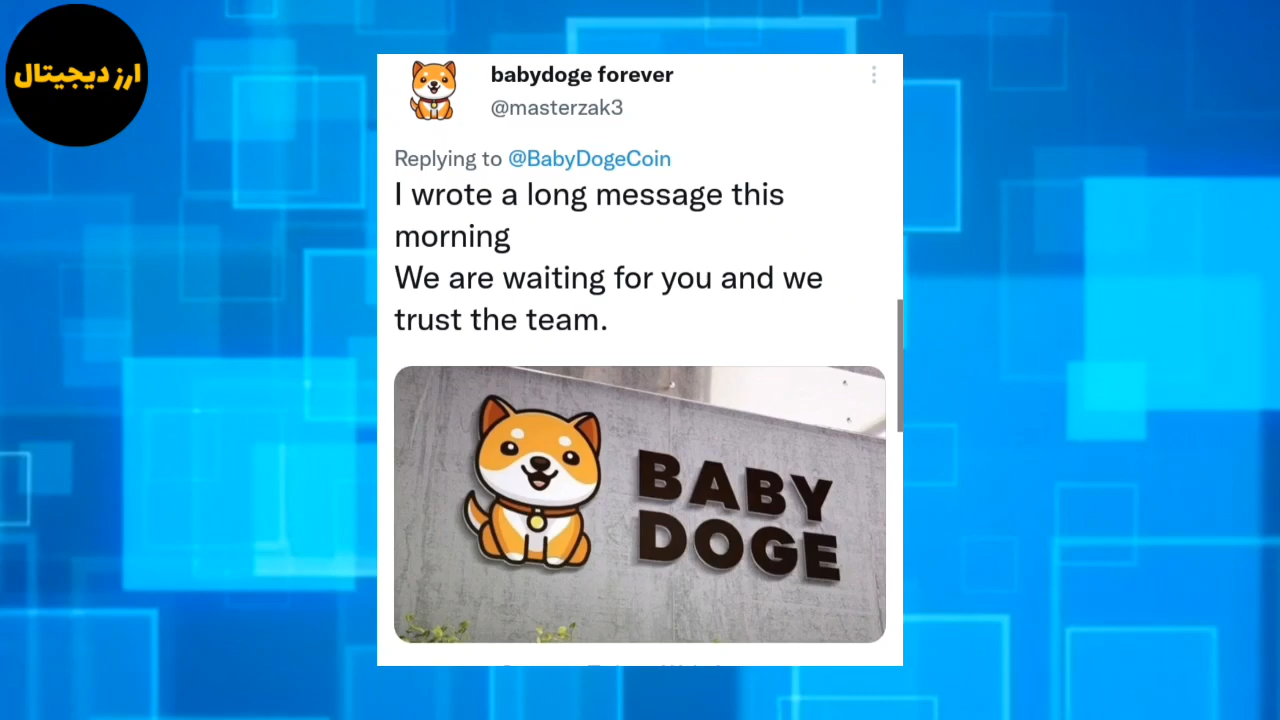 ارز دیجیتال
babydoge forever
@masterzak3
Replying to @BabyDogeCoin
I wrote a long message this
morning
We are waiting for you and we
trust the team.
BABY
DOGE